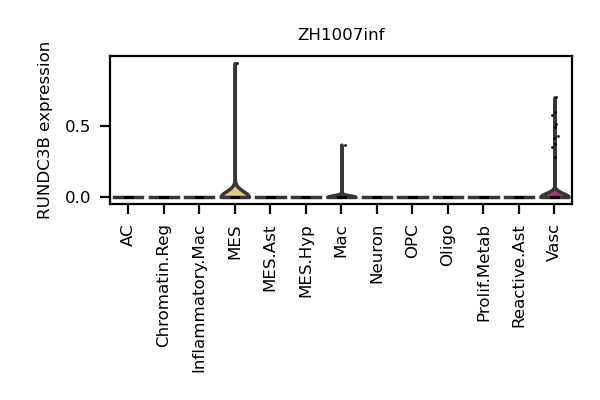 ZH1007inf
RUNDC3B expression
0.5
0.0
AC
Chromatin.Reg
Inflammatory.Mac
MES
MES.Ast
MES.Hyp
Mac
Neuron
OPC
Oligo
Prolif.Metab
Reactive.Ast
Vasc